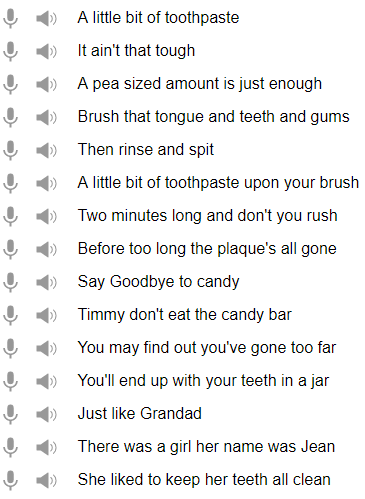 A little bit of toothpaste
It ain't that tough
A pea sized amount is just enough
Brush that tongue and teeth and gums
Then rinse and spit
A little bit of toothpaste upon your brush
Two minutes long and don't you rush
Before too long the plaque's all gone
Say Goodbye to candy
Timmy don't eat the candy bar
You may find out you've gone too far
You'll end up with your teeth in a jar
Just like Grandad
There was a girl her name was Jean
She liked to keep her teeth all clean